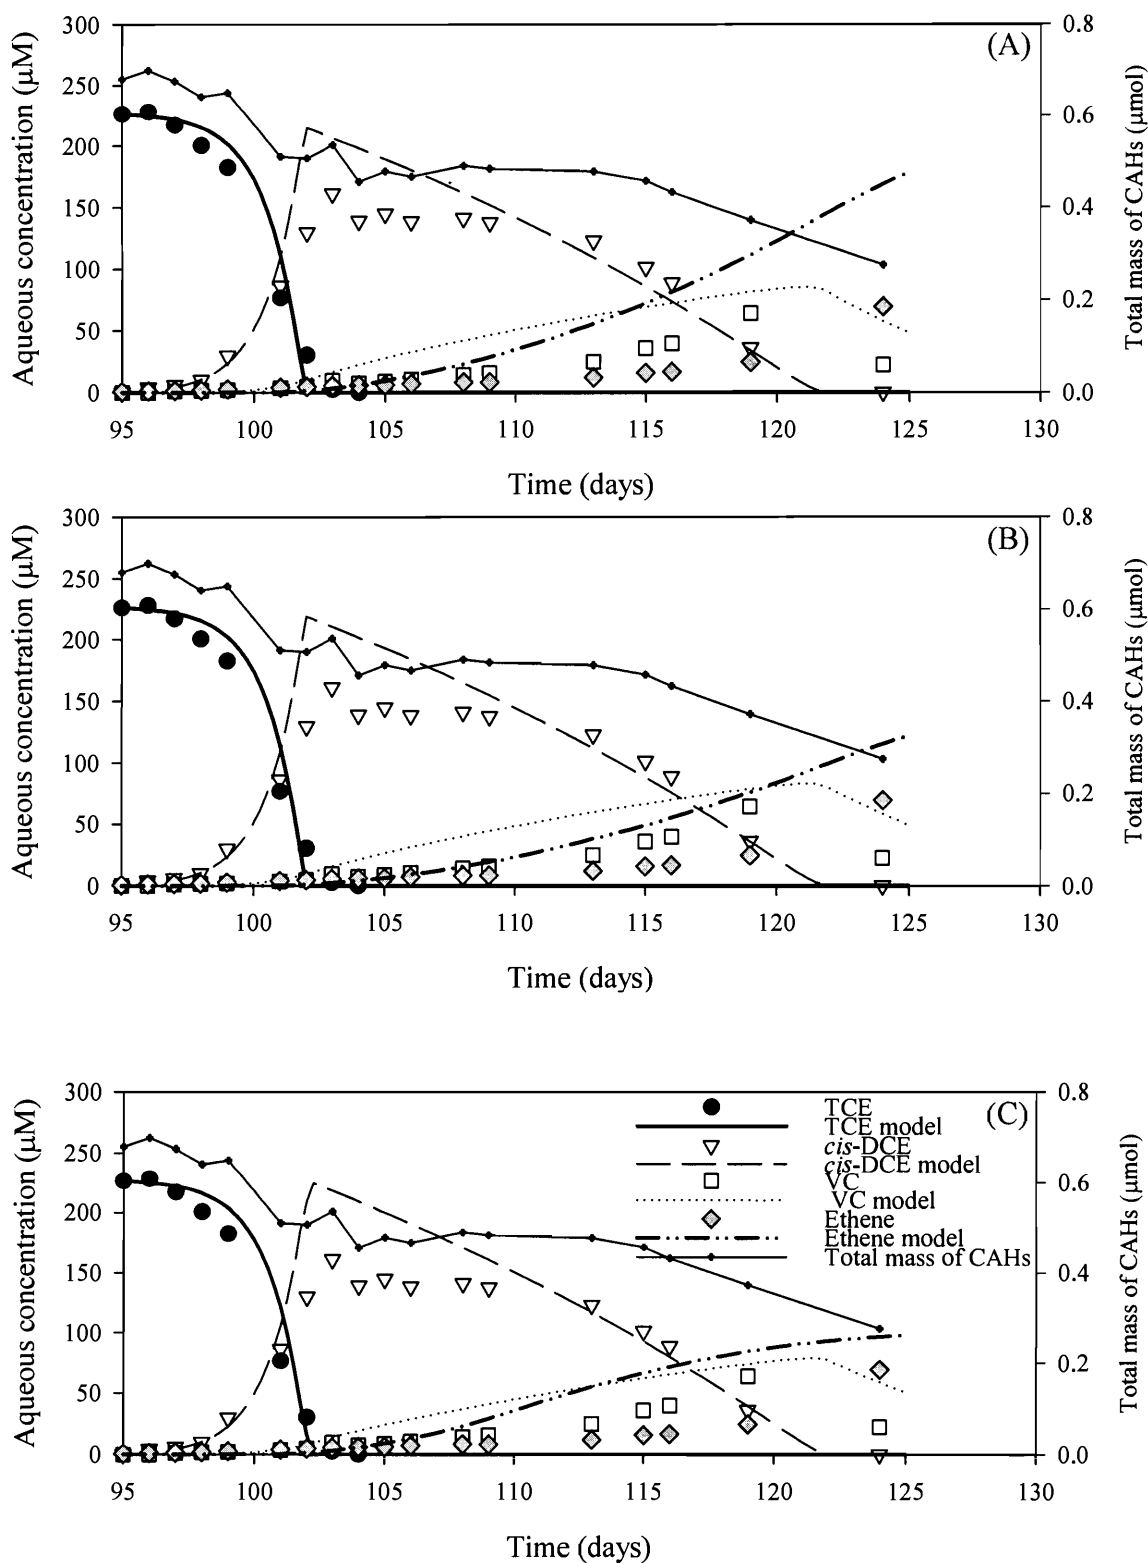 Aqueous concentration (μM)
300
250
200
150
100
50
0
(A)
0.8
0.6
0.4
0.2
0.0
Total mass of CAHs (μmol)
95 100 105 110 115 120 125 130
Time (days)
Aqueous concentration (μM)
300
250
200
150
100
50
0
(B)
0.8
0.6
0.4
0.2
0.0
Total mass of CAHs (μmol)
95 100 105 110 115 120 125 130
Time (days)
Aqueous concentration (μM)
300
250
200
150
100
50
0
(C)
TCE
TCE model
cis-DCE
cis-DCE model
VC
VC model
Ethene
Ethene model
Total mass of CAHs
0.8
0.6
0.4
0.2
0.0
Total mass of CAHs (μmol)
95 100 105 110 115 120 125 130
Time (days)